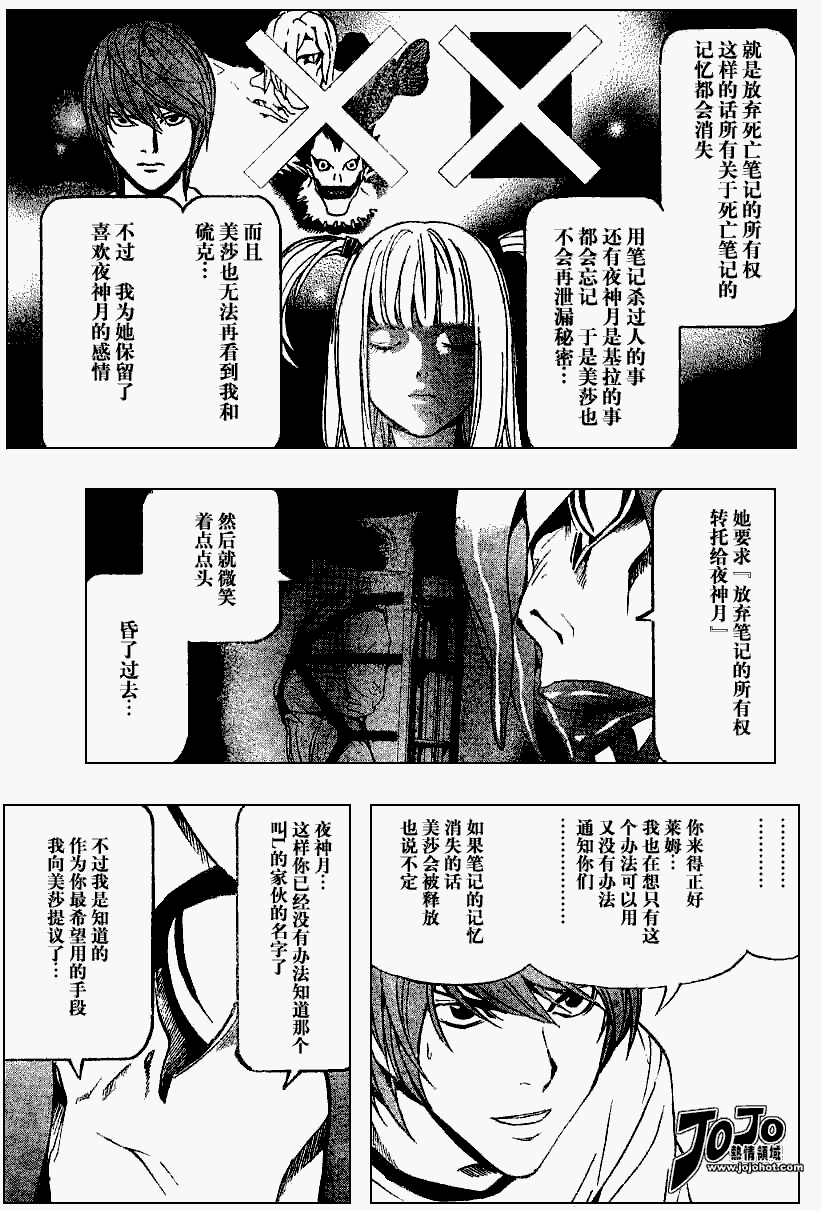 就是放弃死亡笔记的所有权
这样的话所有关于死亡笔记的
记忆都会消失
用笔记杀过人的事
还有夜神月是基拉的事
都会忘记 于是美莎也
不会再泄漏秘密…
而且
美莎也无法再看到我和
硫克…
不过 我为她保留了
喜欢夜神月的感情
她要求『放弃笔记的所有权
转托给夜神月』
然后就微笑
着点点头
昏了过去…
…………
…………
你来得正好
莱姆…
我也在想只有这
个办法可以用
又没有办法
通知你们
………………
如果笔记的记忆
消失的话
美莎会被释放
也说不定
夜神月…
这样你已经没有办法知道那个
叫L的家伙的名字了
不过我是知道的
作为你最希望用的手段
我向美莎提议了…
JOJO
熱情領域
www.jojohot.com